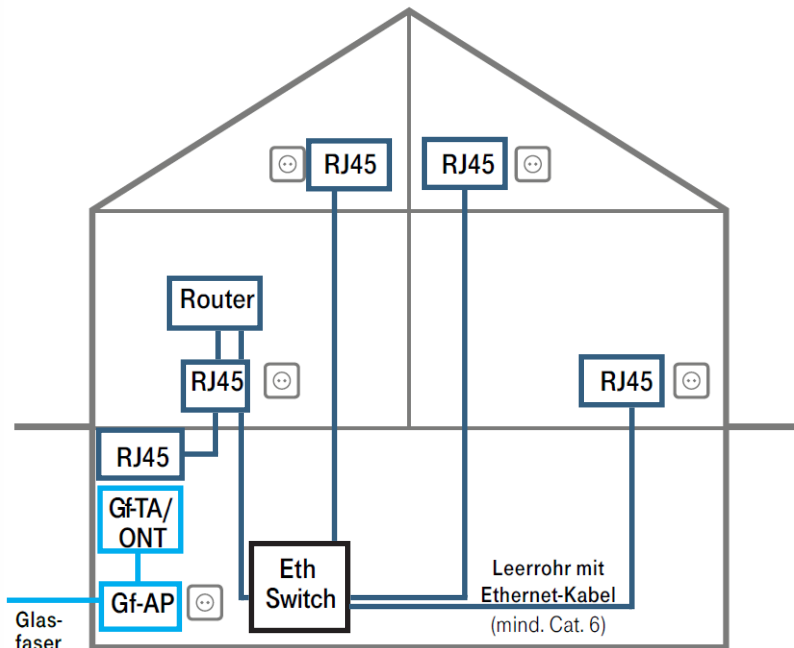 RJ45
RJ45
Router
RJ45
RJ45
RJ45
Gf-TA/
ONT
Eth
Switch
Gf-AP
Leerrohr mit
Ethernet-Kabel
(mind. Cat. 6)
Glas-
faser